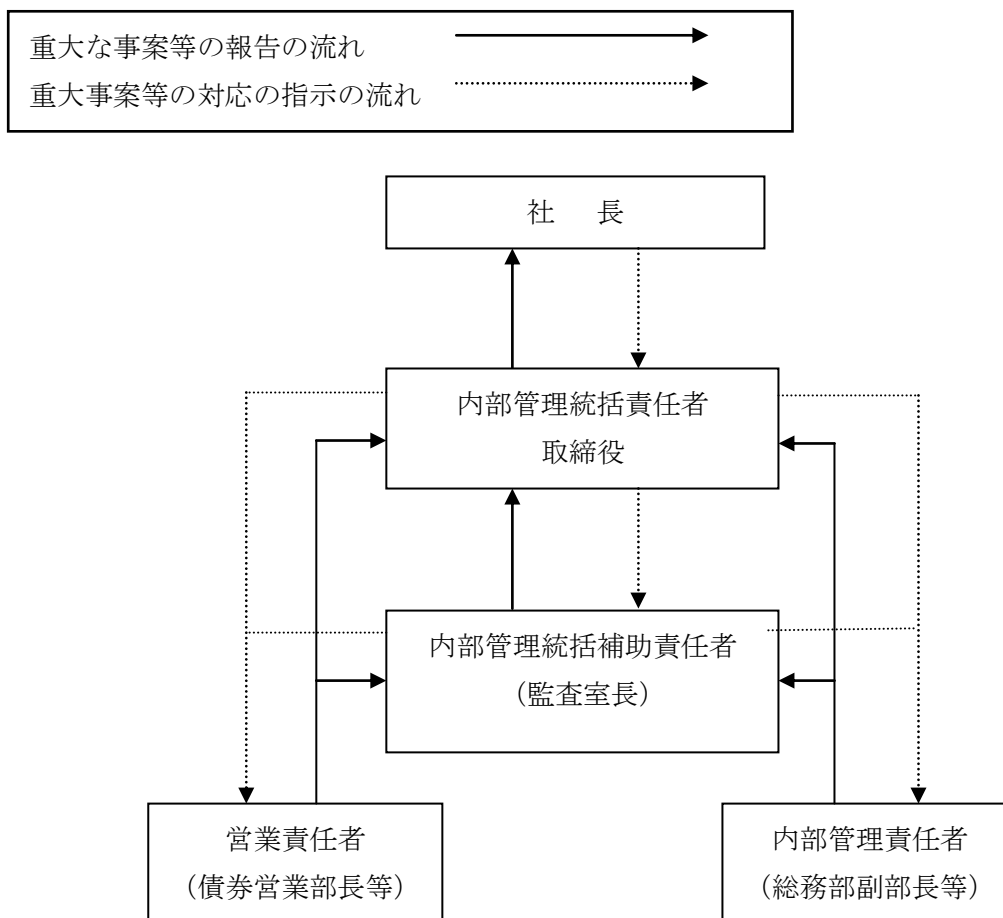 重大な事案等の報告の流れ
重大事案等の対応の指示の流れ
社　長
内部管理統括責任者
取締役
内部管理統括補助責任者
（監査室長）
営業責任者
（債券営業部長等）
内部管理責任者
（総務部副部長等）